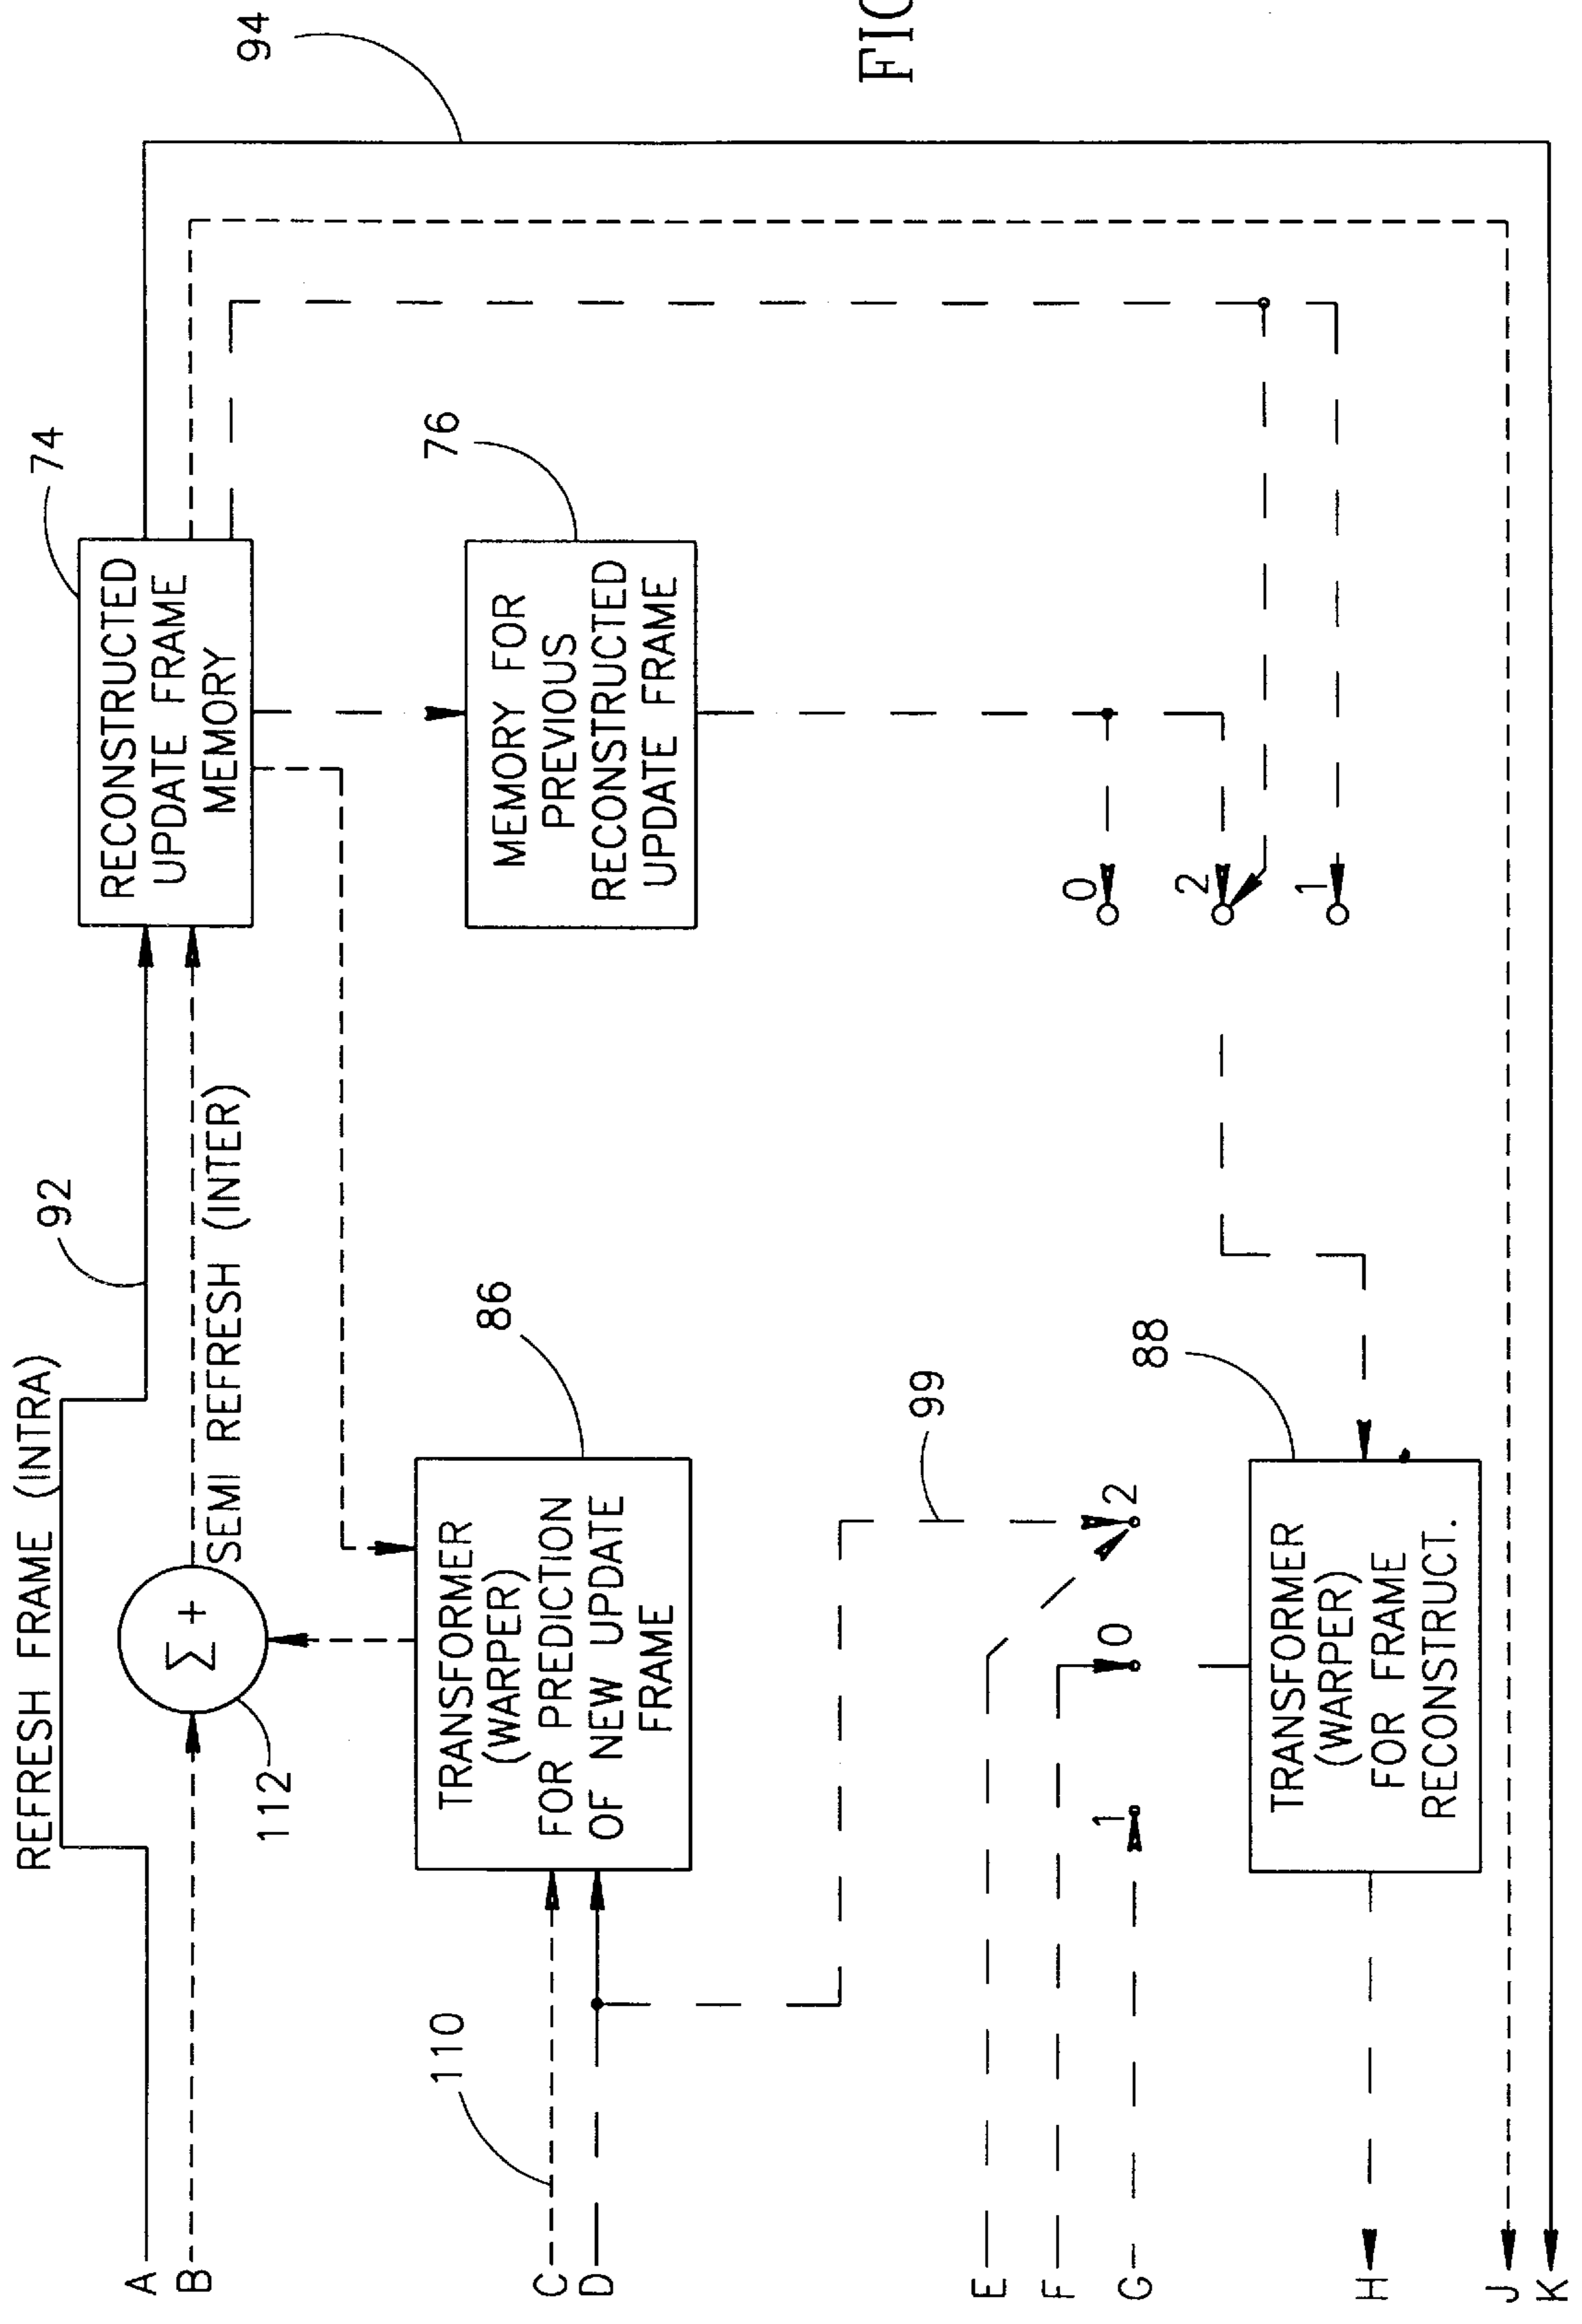 REFRESH FRAME (INTRA)
92
74
94
A
B
112
Σ +
SEMI REFRESH (INTER)
RECONSTRUCTED
UPDATE FRAME
MEMORY
110
C
D
TRANSFORMER
(WARPER)
FOR PREDICTION
OF NEW UPDATE
FRAME
86
76
MEMORY FOR
PREVIOUS
RECONSTRUCTED
UPDATE FRAME
99
E
F
G
1
0
2
88
0
2
1
TRANSFORMER
(WARPER)
FOR FRAME
RECONSTRUCT.
H
J
K